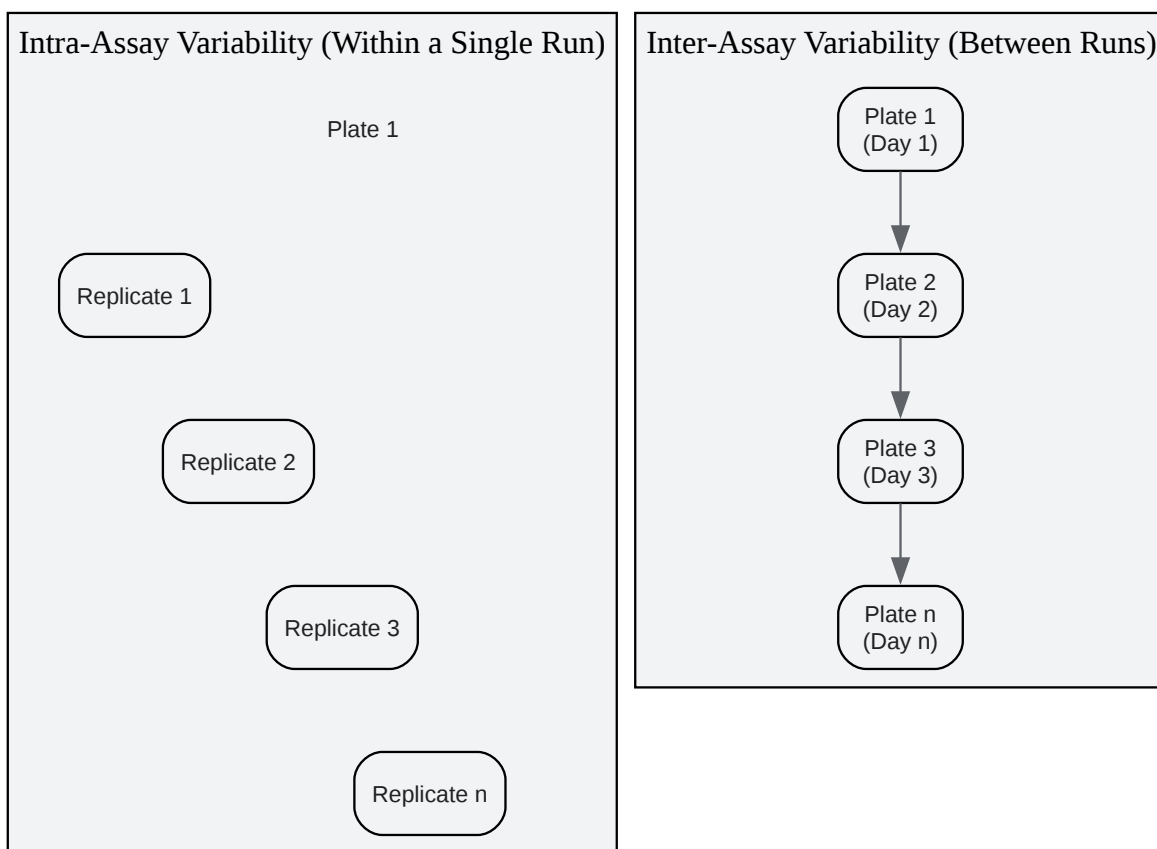 Intra-Assay Variability (Within a Single Run)
Plate 1
Replicate 1
Replicate 2
Replicate 3
Replicate n
Inter-Assay Variability (Between Runs)
Plate 1
(Day 1)
Plate 2
(Day 2)
Plate 3
(Day 3)
Plate n
(Day n)